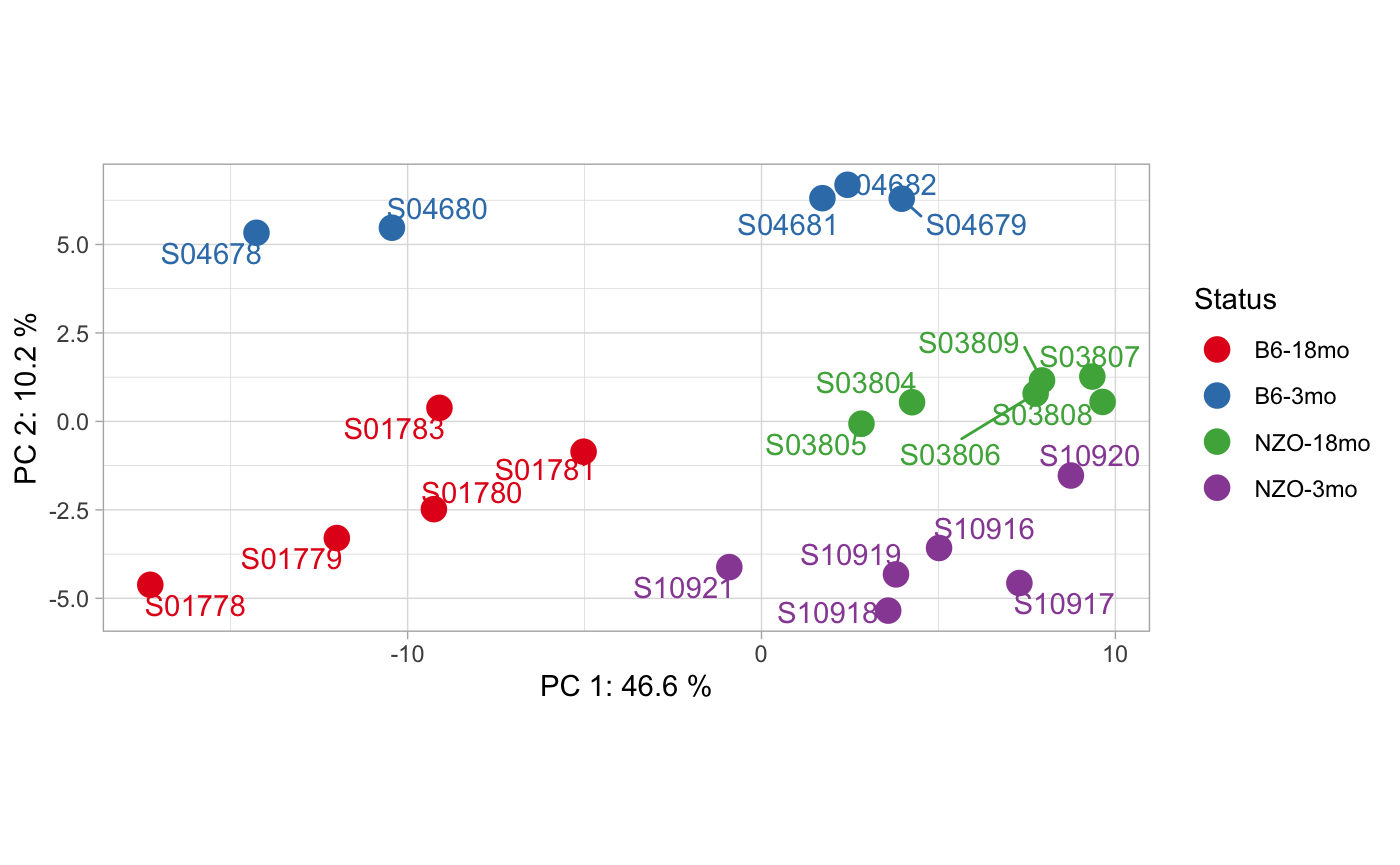 S04680
S04682
S04678
S04681
S04679
S03809
S03807
S03804
S03808
S03805
S03806
S01783
S01781
S01780
S01779
S01778
S10920
S10916
S10919
S10921
S10918
S10917
5.0
2.5
0.0
-2.5
-5.0
-10
0
10
PC 1: 46.6 %
PC 2: 10.2 %
Status
B6-18mo
B6-3mo
NZO-18mo
NZO-3mo